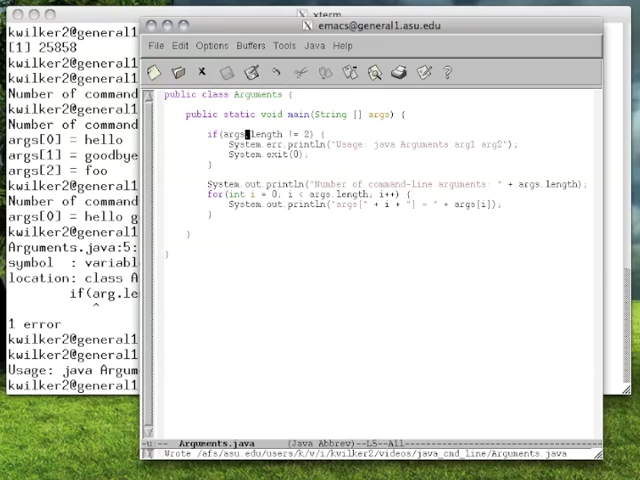 xterm
emacs@general1.asu.edu
File Edit Options Buffers Tools Java Help
kwilker2@general1
[1] 25858
kwilker2@general1
kwilker2@general1
Number of command
kwilker2@general1
Number of command
args[0] = hello
args[1] = goodbye
args[2] = foo
kwilker2@general1
Number of command
args[0] = hello g
kwilker2@general1
Arguments.java:5:
symbol  : variabl
location: class A
if(arg.le
^
1 error
kwilker2@general1
kwilker2@general1
Usage: java Argum
kwilker2@general1
public class Arguments {
public static void main(String [] args) {
if(args.length != 2) {
System.err.println("Usage: java Arguments arg1 arg2");
System.exit(0);
}
System.out.println("Number of command-line arguments: " + args.length);
for(int i = 0; i < args.length; i++) {
System.out.println("args[" + i + "] = " + args[i]);
}
}
}
-u:-- Arguments.java (Java Abbrev)--L5--All
Wrote /afs/asu.edu/users/k/w/i/kwilker2/videos/java_cmd_line/Arguments.java